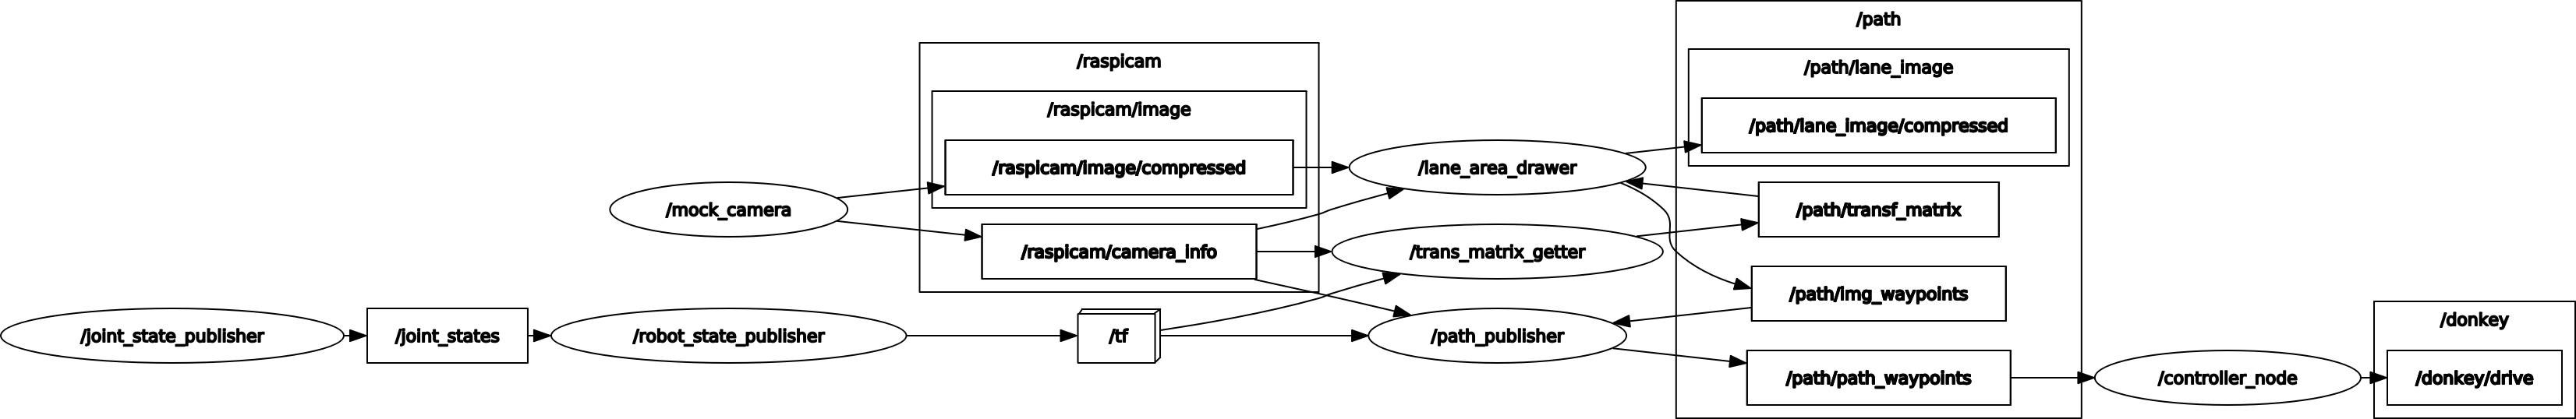 /path
/raspicam
/path/lane_image
/raspicam/image
/path/lane_image/compressed
/raspicam/image/compressed
/lane_area_drawer
/mock_camera
/path/transf_matrix
/raspicam/camera_info
/trans_matrix_getter
/path/img_waypoints
/donkey
/joint_state_publisher
/joint_states
/robot_state_publisher
/tf
/path_publisher
/path/path_waypoints
/controller_node
/donkey/drive